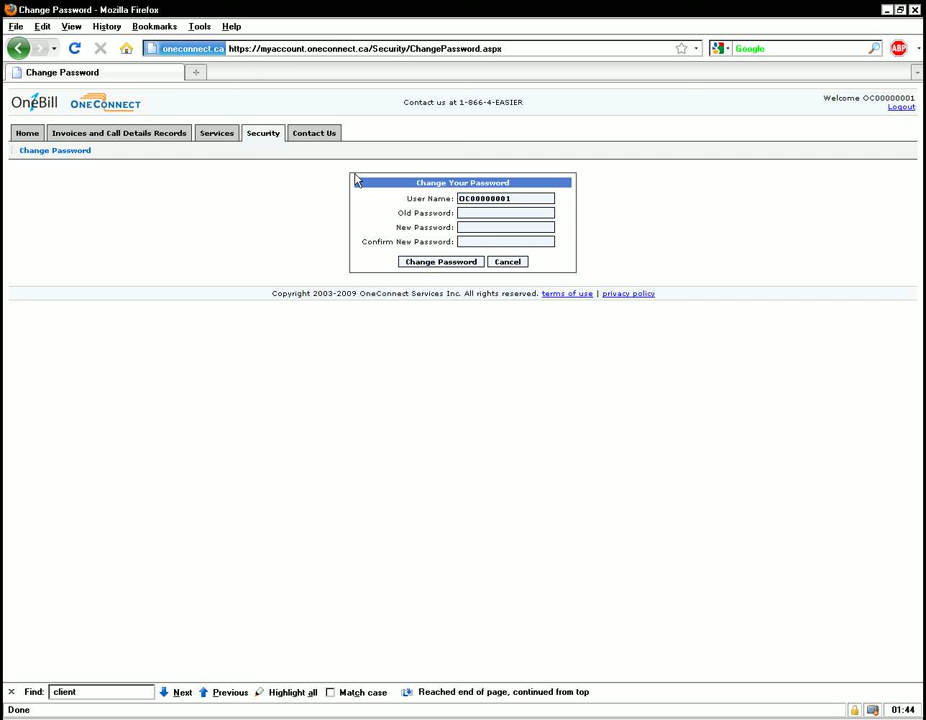 Change Password - Mozilla Firefox
File Edit View History Bookmarks Tools Help
oneconnect.ca https://myaccount.oneconnect.ca/Security/ChangePassword.aspx Google ABP
Change Password
OneBill ONECONNECT Contact us at 1-866-4-EASIER Welcome OC00000001
Logout
Home Invoices and Call Details Records Services Security Contact Us
Change Password
Change Your Password
User Name: OC00000001
Old Password:
New Password:
Confirm New Password:
Change Password Cancel
Copyright 2003-2009 OneConnect Services Inc. All rights reserved. terms of use | privacy policy
Find: client Next Previous Highlight all Match case Reached end of page, continued from top
Done 01:44